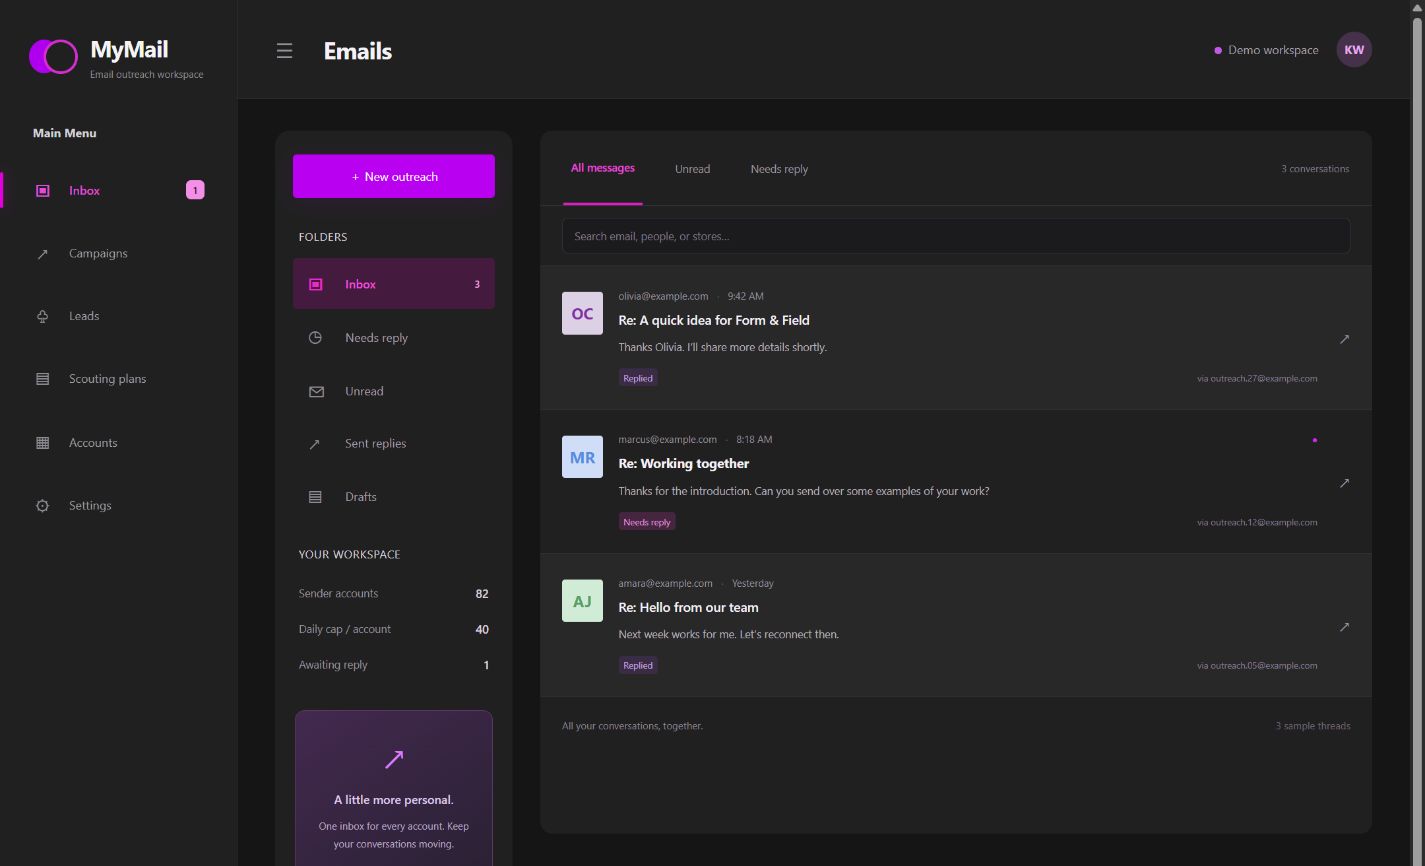 MyMail
Email outreach workspace
Main Menu
Inbox 1
Campaigns
Leads
Scouting plans
Accounts
Settings
Emails
Demo workspace KW
+ New outreach
FOLDERS
Inbox 3
Needs reply
Unread
Sent replies
Drafts
YOUR WORKSPACE
Sender accounts 82
Daily cap / account 40
Awaiting reply 1
A little more personal.
One inbox for every account. Keep
your conversations moving.
All messages Unread Needs reply 3 conversations
Search email, people, or stores...
OC
olivia@example.com · 9:42 AM
Re: A quick idea for Form & Field
Thanks Olivia. I'll share more details shortly.
Replied via outreach.27@example.com
MR
marcus@example.com · 8:18 AM
Re: Working together
Thanks for the introduction. Can you send over some examples of your work?
Needs reply via outreach.12@example.com
AJ
amara@example.com · Yesterday
Re: Hello from our team
Next week works for me. Let's reconnect then.
Replied via outreach.05@example.com
All your conversations, together. 3 sample threads